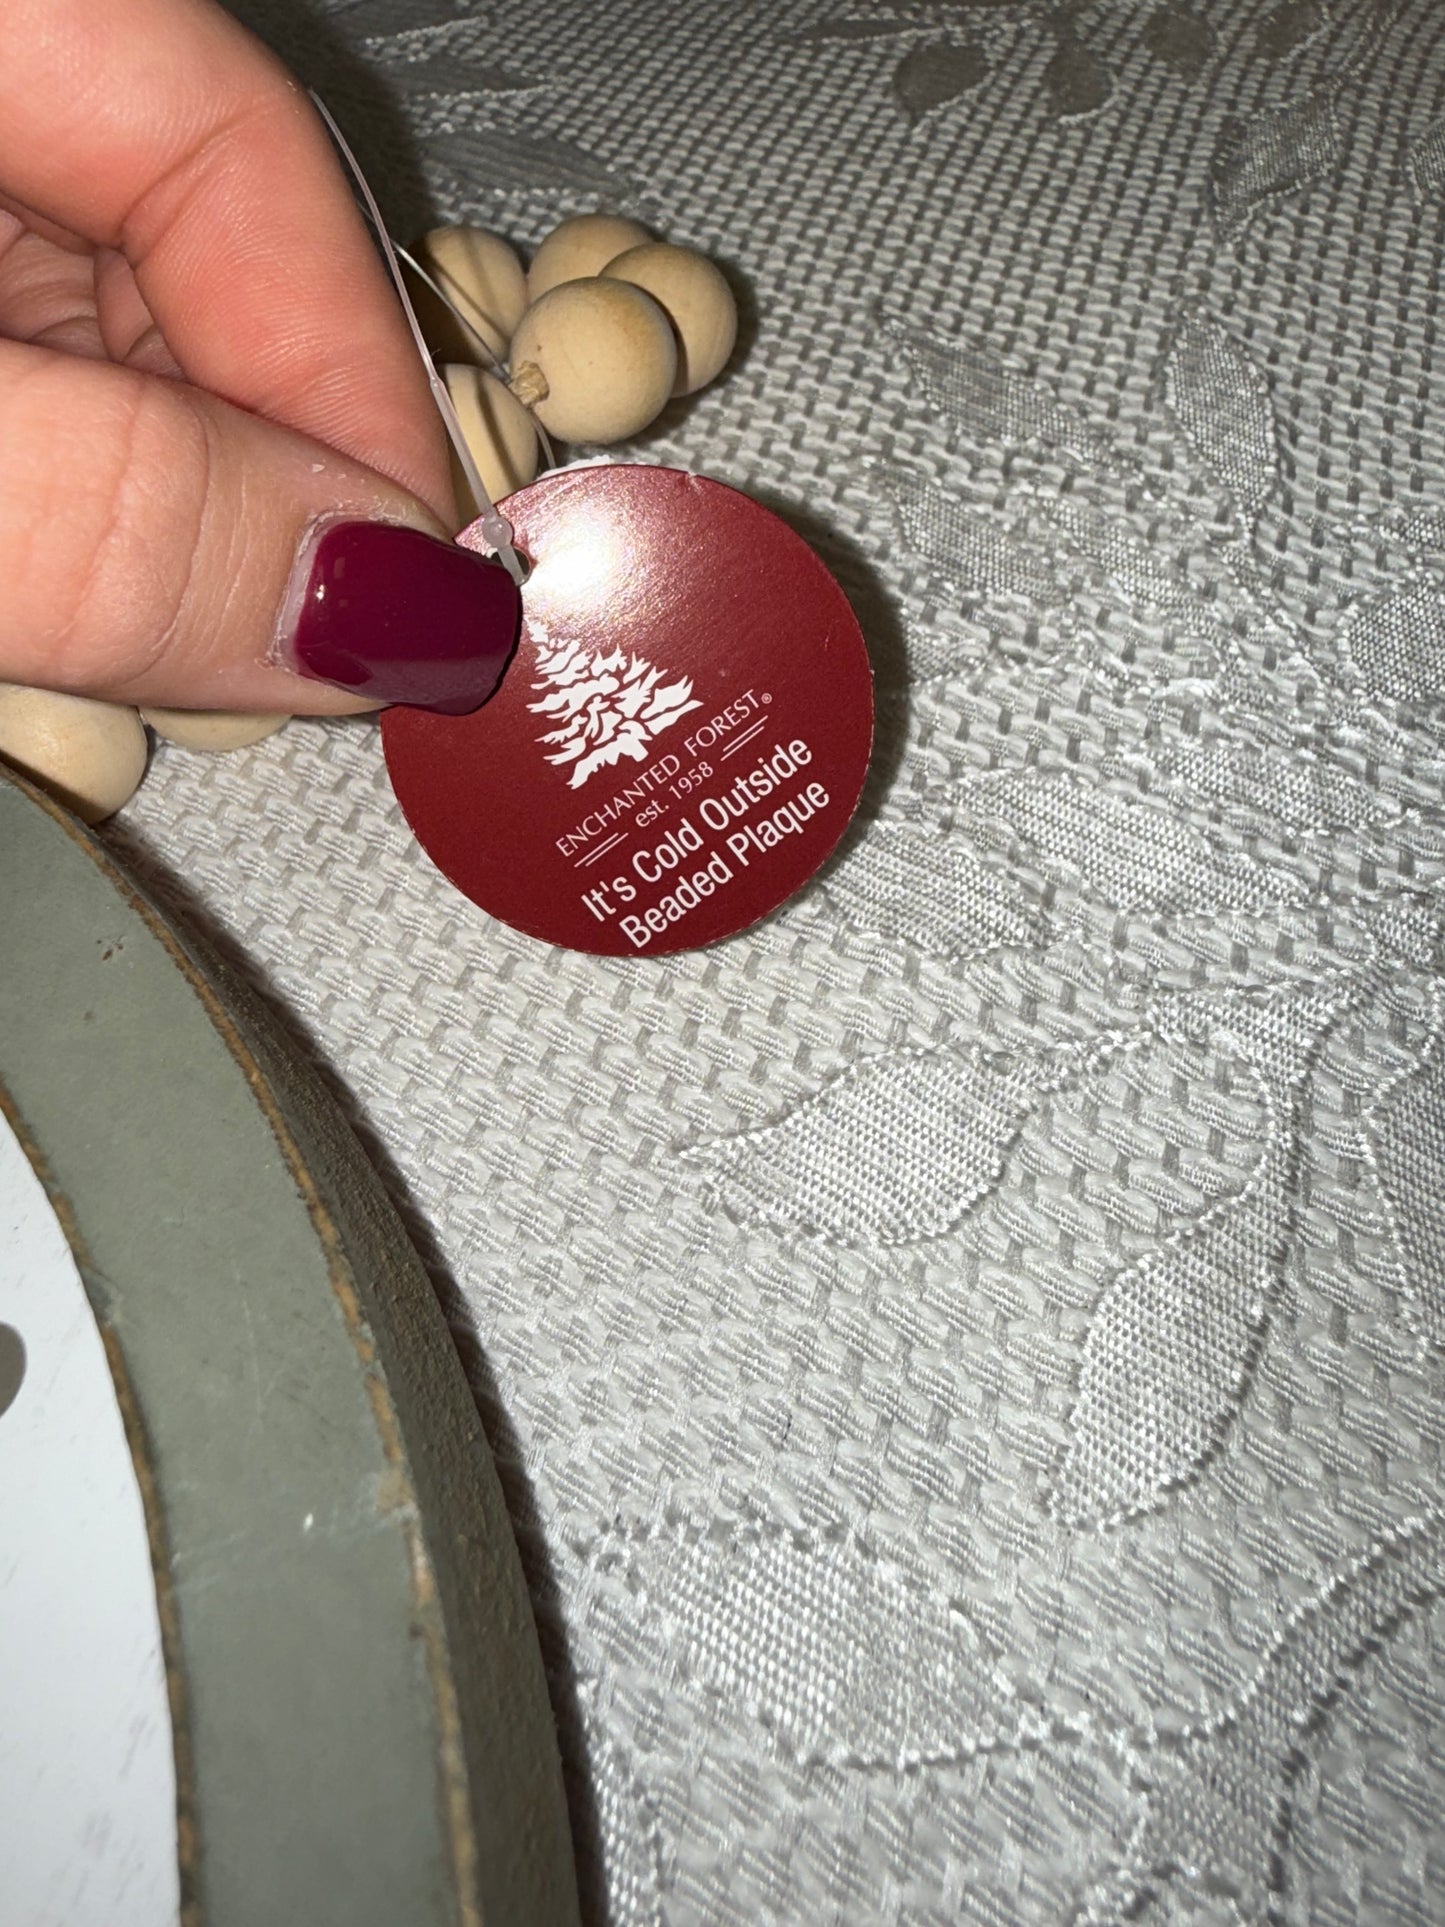 ENCHANTED FOREST®
est. 1958
It's Cold Outside
Beaded Plaque